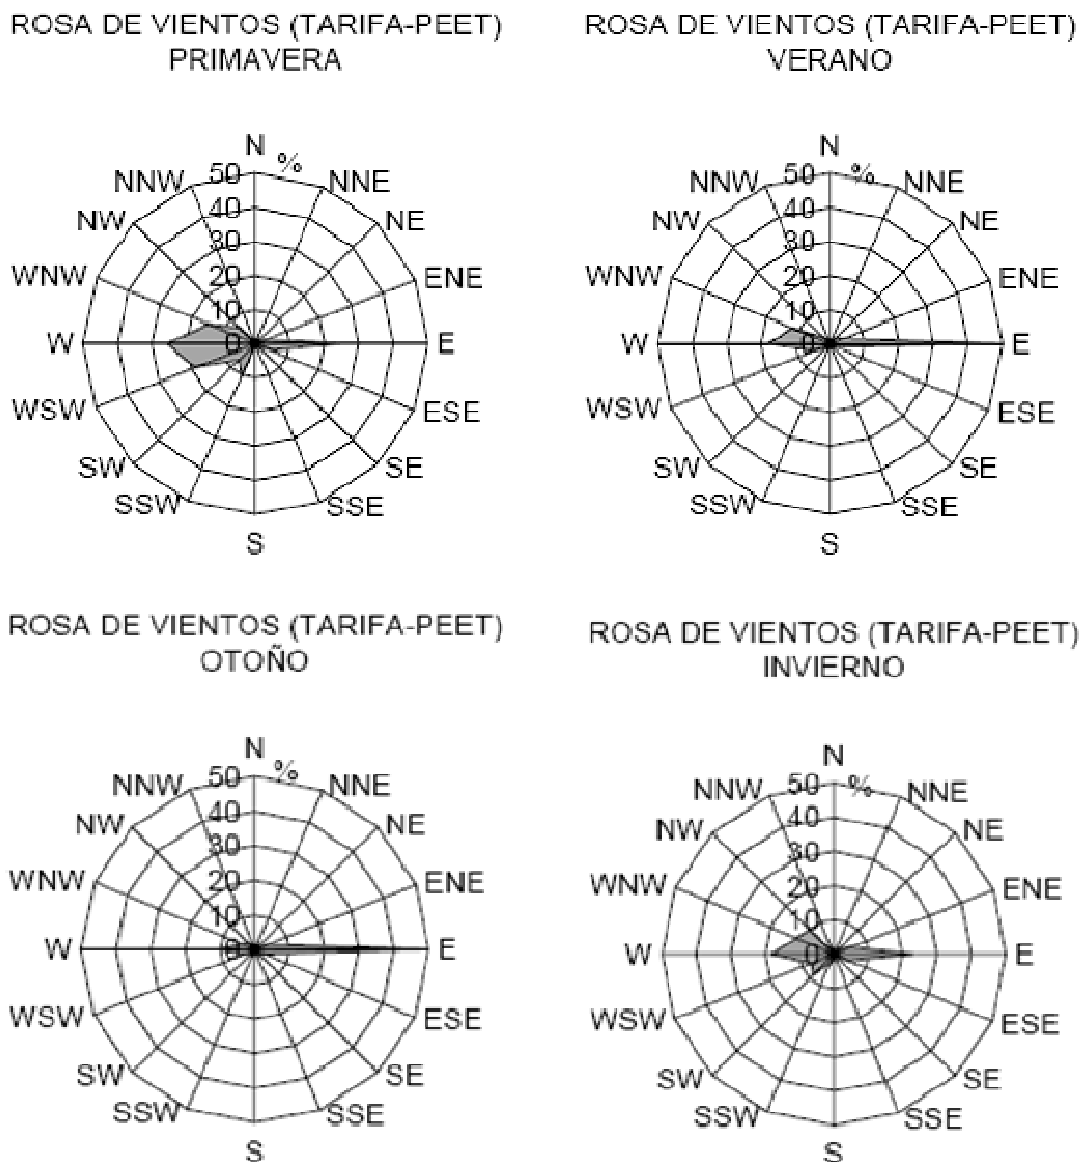 ROSA DE VIENTOS (TARIFA-PEET)
PRIMAVERA
N
%
50
NNW
NNE
40
NW
NE
30
WNW
20
ENE
10
W
0
E
WSW
ESE
SW
SE
SSW
SSE
S
ROSA DE VIENTOS (TARIFA-PEET)
VERANO
N
50
%
NNW
NNE
40
NW
NE
30
WNW
20
ENE
10
W
0
E
WSW
ESE
SW
SE
SSW
SSE
S
ROSA DE VIENTOS (TARIFA-PEET)
OTOÑO
N
50
%
NNW
NNE
40
NW
NE
30
WNW
20
ENE
10
W
0
E
WSW
ESE
SW
SE
SSW
SSE
S
ROSA DE VIENTOS (TARIFA-PEET)
INVIERNO
N
50
%
NNW
NNE
40
NW
NE
30
WNW
20
ENE
10
W
0
E
WSW
ESE
SW
SE
SSW
SSE
S